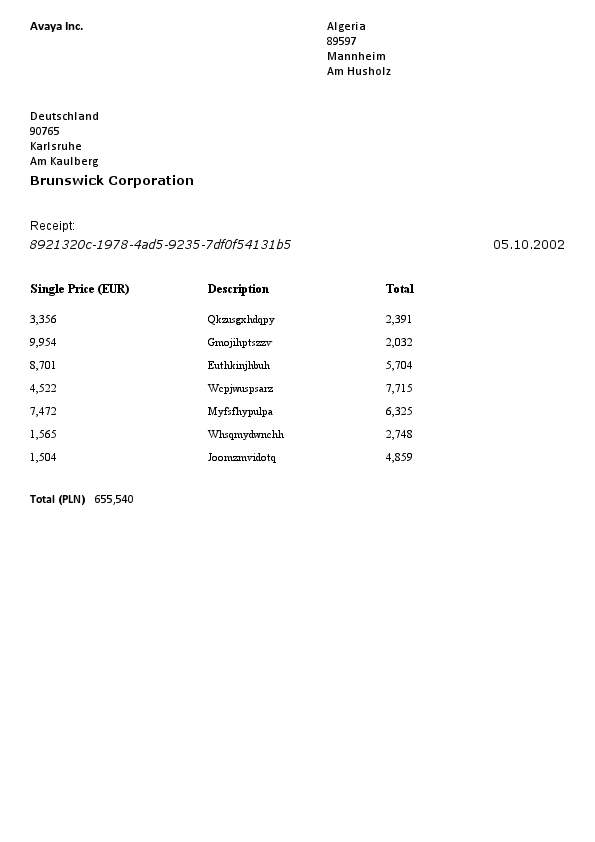 Avaya Inc.
Algeria
89597
Mannheim
Am Husholz
Deutschland
90765
Karlsruhe
Am Kaulberg
Brunswick Corporation
Receipt:
8921320c-1978-4ad5-9235-7df0f54131b5 05.10.2002
Single Price (EUR) Description Total
3,356 Qkzusgxhdqpy 2,391
9,954 Gmojihptszzv 2,032
8,701 Euthkinjhbuh 5,704
4,522 Wcpjwuspsarz 7,715
7,472 Myfsfhypulpa 6,325
1,565 Whsqmydwnchh 2,748
1,504 Joomzmvidotq 4,859
Total (PLN) 655,540